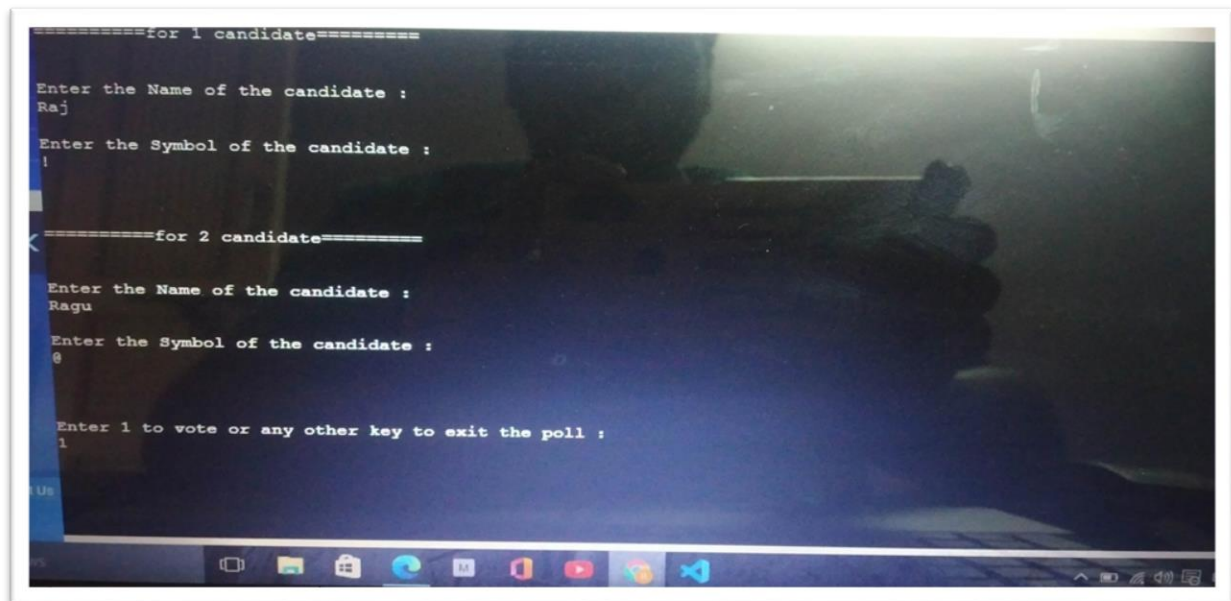 ==========for 1 candidate=========
Enter the Name of the candidate :
Raj
Enter the Symbol of the candidate :
!
==========for 2 candidate=========
Enter the Name of the candidate :
Ragu
Enter the Symbol of the candidate :
@
Enter 1 to vote or any other key to exit the poll :
1
t Us
M